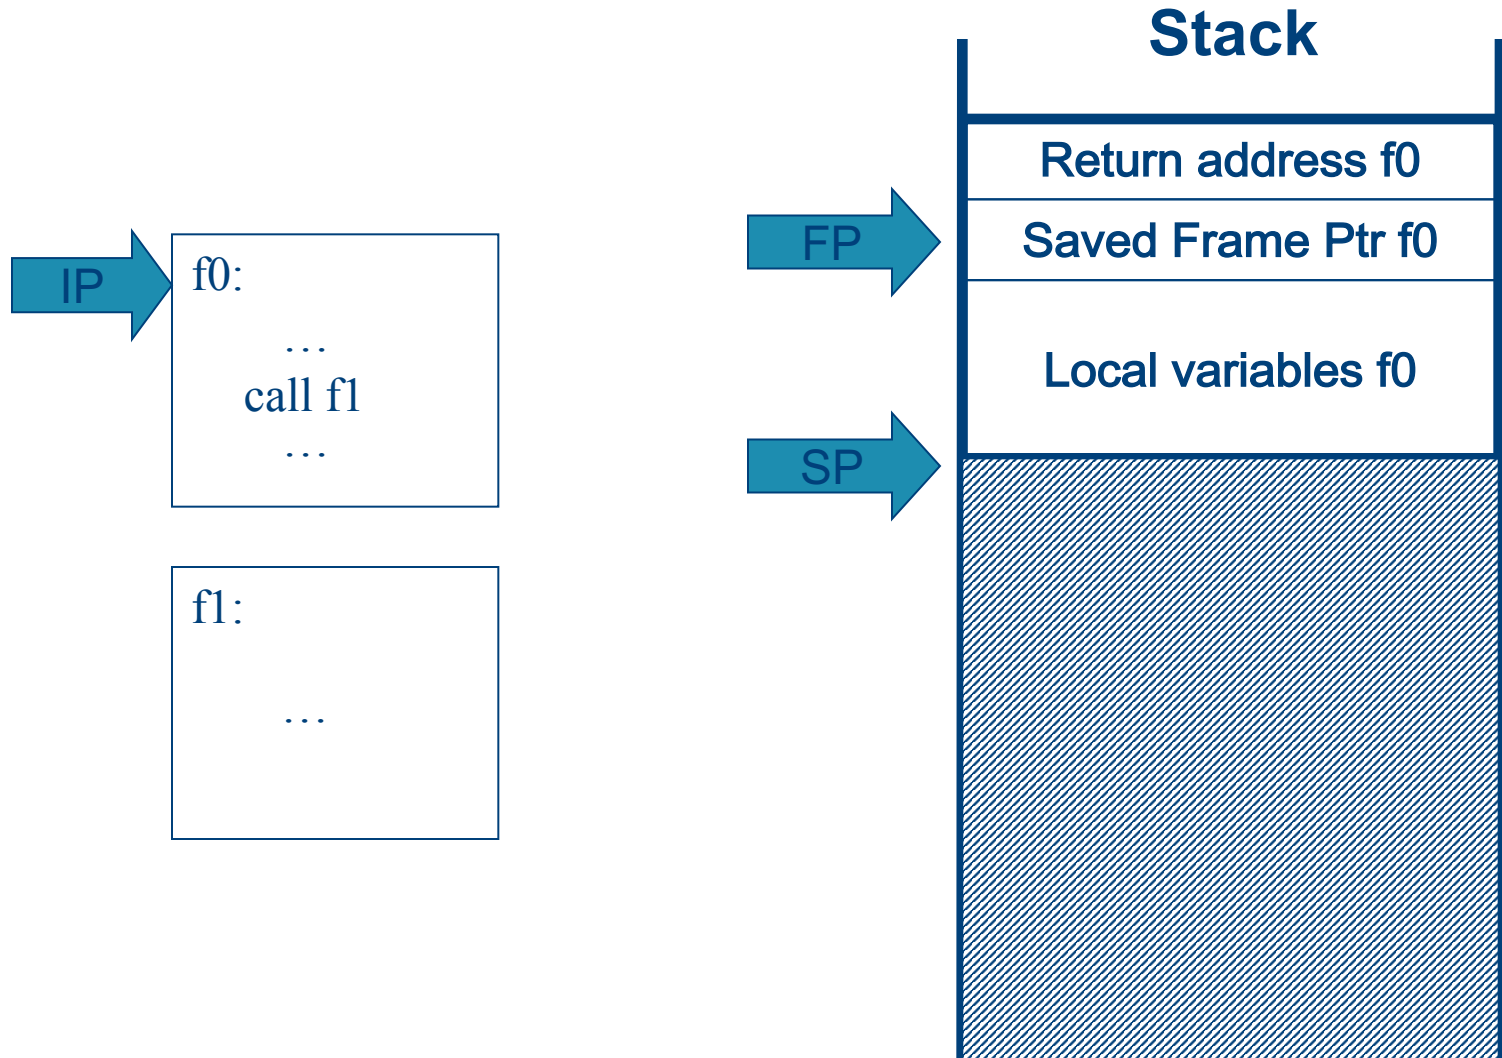 Stack
Return address f0
FP
Saved Frame Ptr f0
IP
f0:
…
call f1
…
Local variables f0
SP
f1:
…